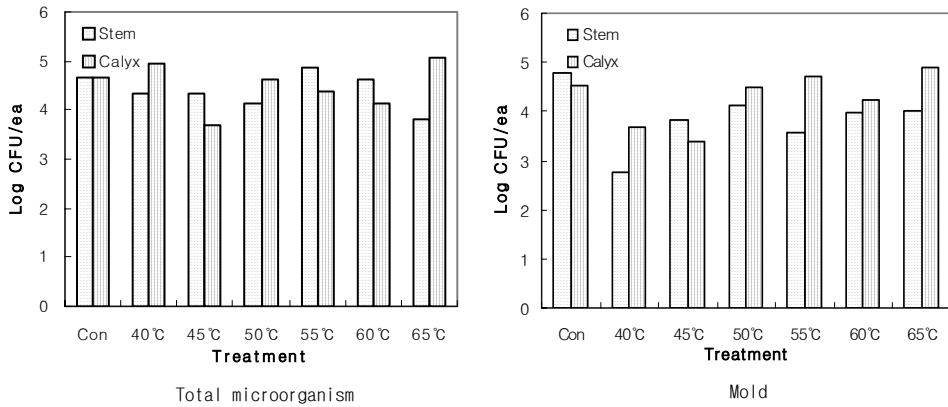 Stem
Calyx
6
5
4
3
2
1
0
Log CFU/ea
Con 40℃ 45℃ 50℃ 55℃ 60℃ 65℃
Treatment
Total microorganism
Stem
Calyx
6
5
4
3
2
1
0
Log CFU/ea
Con 40℃ 45℃ 50℃ 55℃ 60℃ 65℃
Treatment
Mold